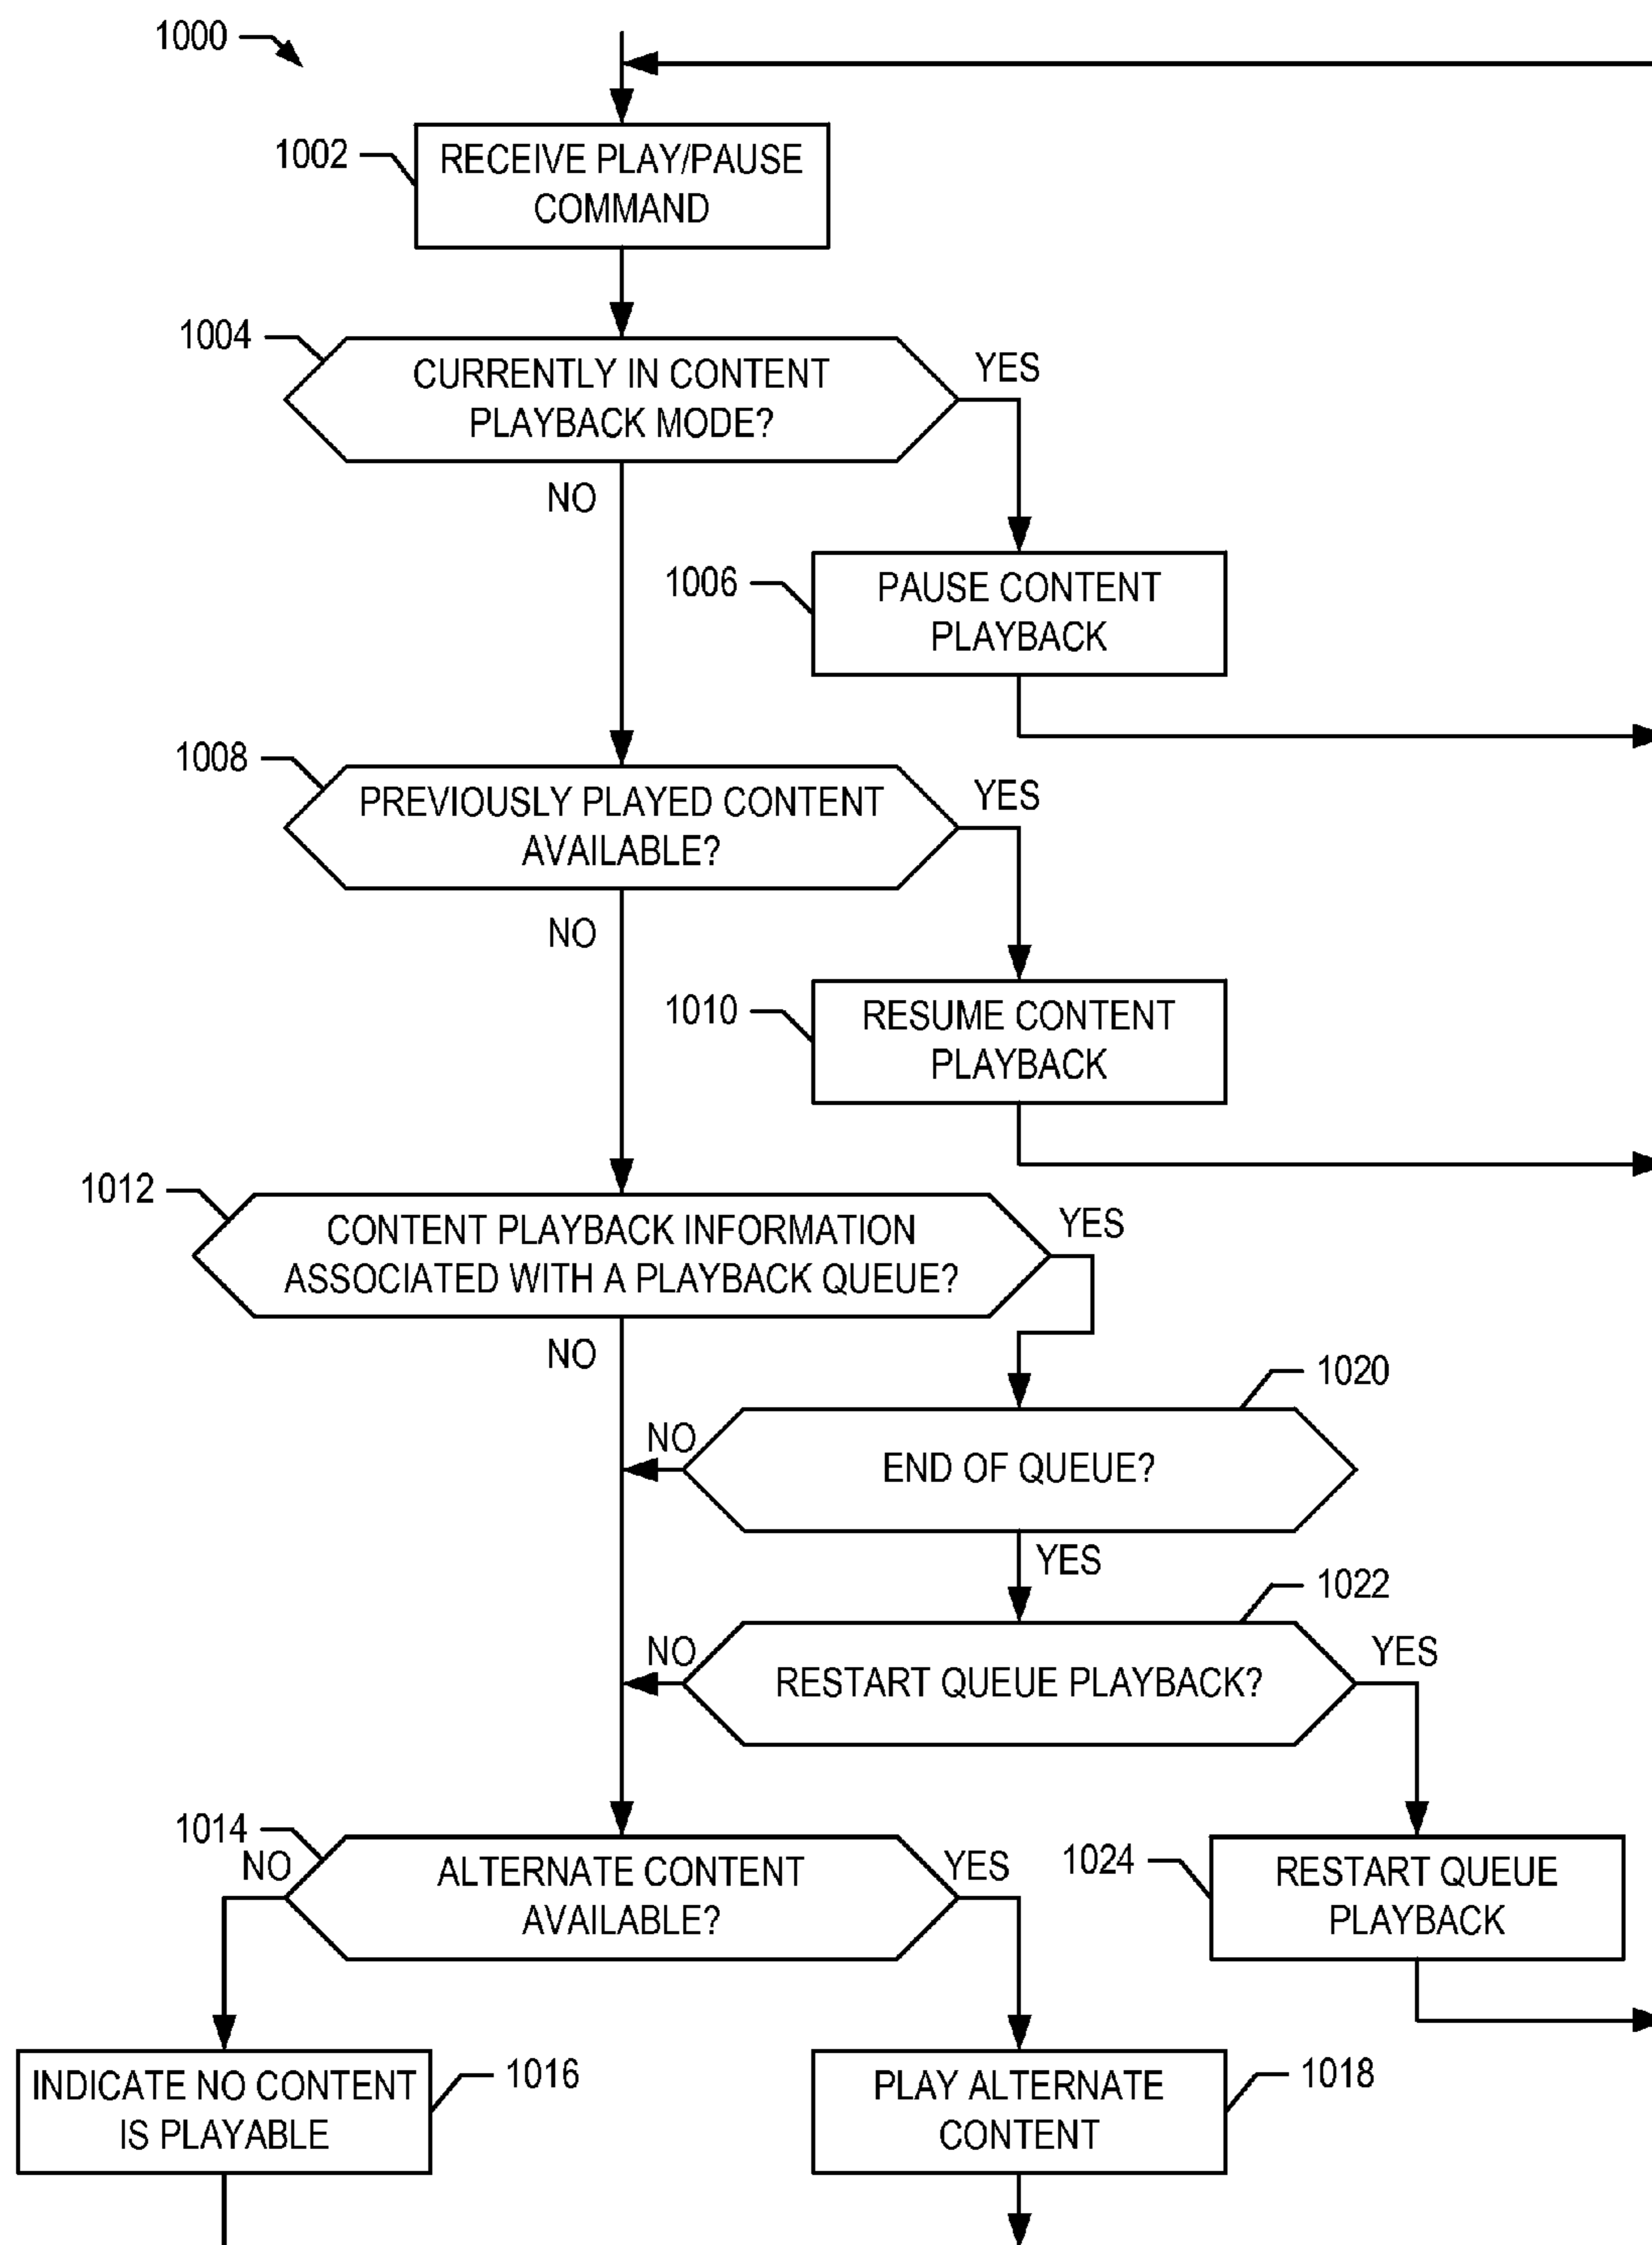 1000
1002
RECEIVE PLAY/PAUSE
COMMAND
1004
CURRENTLY IN CONTENT
PLAYBACK MODE?
YES
NO
1006
PAUSE CONTENT
PLAYBACK
1008
PREVIOUSLY PLAYED CONTENT
AVAILABLE?
YES
NO
1010
RESUME CONTENT
PLAYBACK
1012
CONTENT PLAYBACK INFORMATION
ASSOCIATED WITH A PLAYBACK QUEUE?
YES
NO
1020
NO
END OF QUEUE?
YES
1022
NO
RESTART QUEUE PLAYBACK?
YES
1014
NO
ALTERNATE CONTENT
AVAILABLE?
YES
1024
RESTART QUEUE
PLAYBACK
INDICATE NO CONTENT
IS PLAYABLE
1016
PLAY ALTERNATE
CONTENT
1018